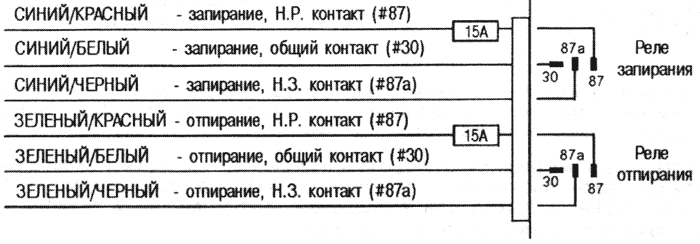 СИНИЙ/КРАСНЫЙ - запирание, Н.Р. контакт (#87)
15А
СИНИЙ/БЕЛЫЙ - запирание, общий контакт (#30)
87а
Реле
запирания
30
87
СИНИЙ/ЧЕРНЫЙ - запирание, Н.З. контакт (#87а)
ЗЕЛЕНЫЙ/КРАСНЫЙ - отпирание, Н.Р. контакт (#87)
15А
ЗЕЛЕНЫЙ/БЕЛЫЙ - отпирание, общий контакт (#30)
87а
Реле
отпирания
30
87
ЗЕЛЕНЫЙ/ЧЕРНЫЙ - отпирание, Н.З. контакт (#87а)